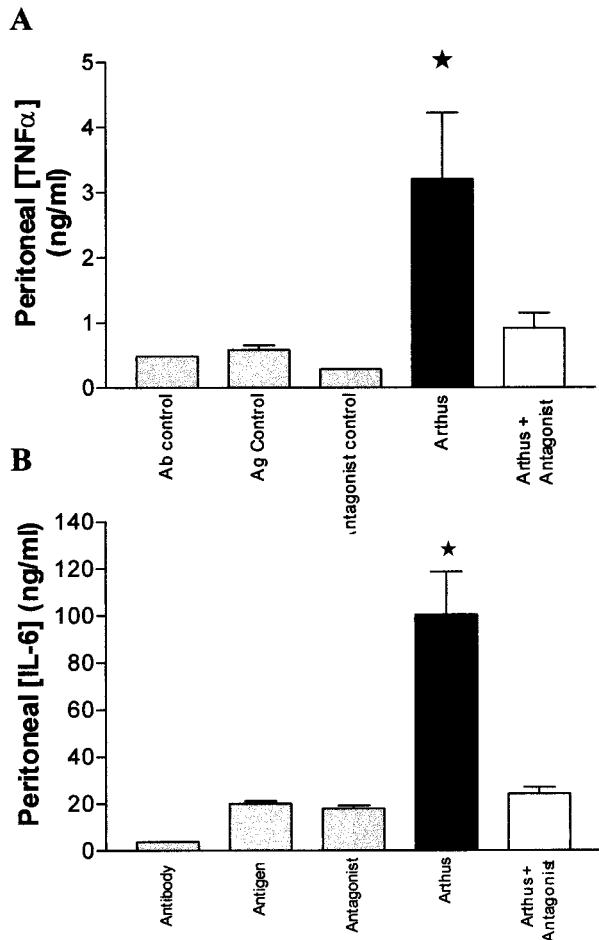 A
Peritoneal [TNFα]
(ng/ml)
5
4
3
2
1
0
Ab control
Ag Control
ntagonist control
Arthus
Arthus +
Antagonist
B
Peritoneal [IL-6] (ng/ml)
140
120
100
80
60
40
20
0
Antibody
Antigen
Antagonist
Arthus
Arthus +
Antagonist